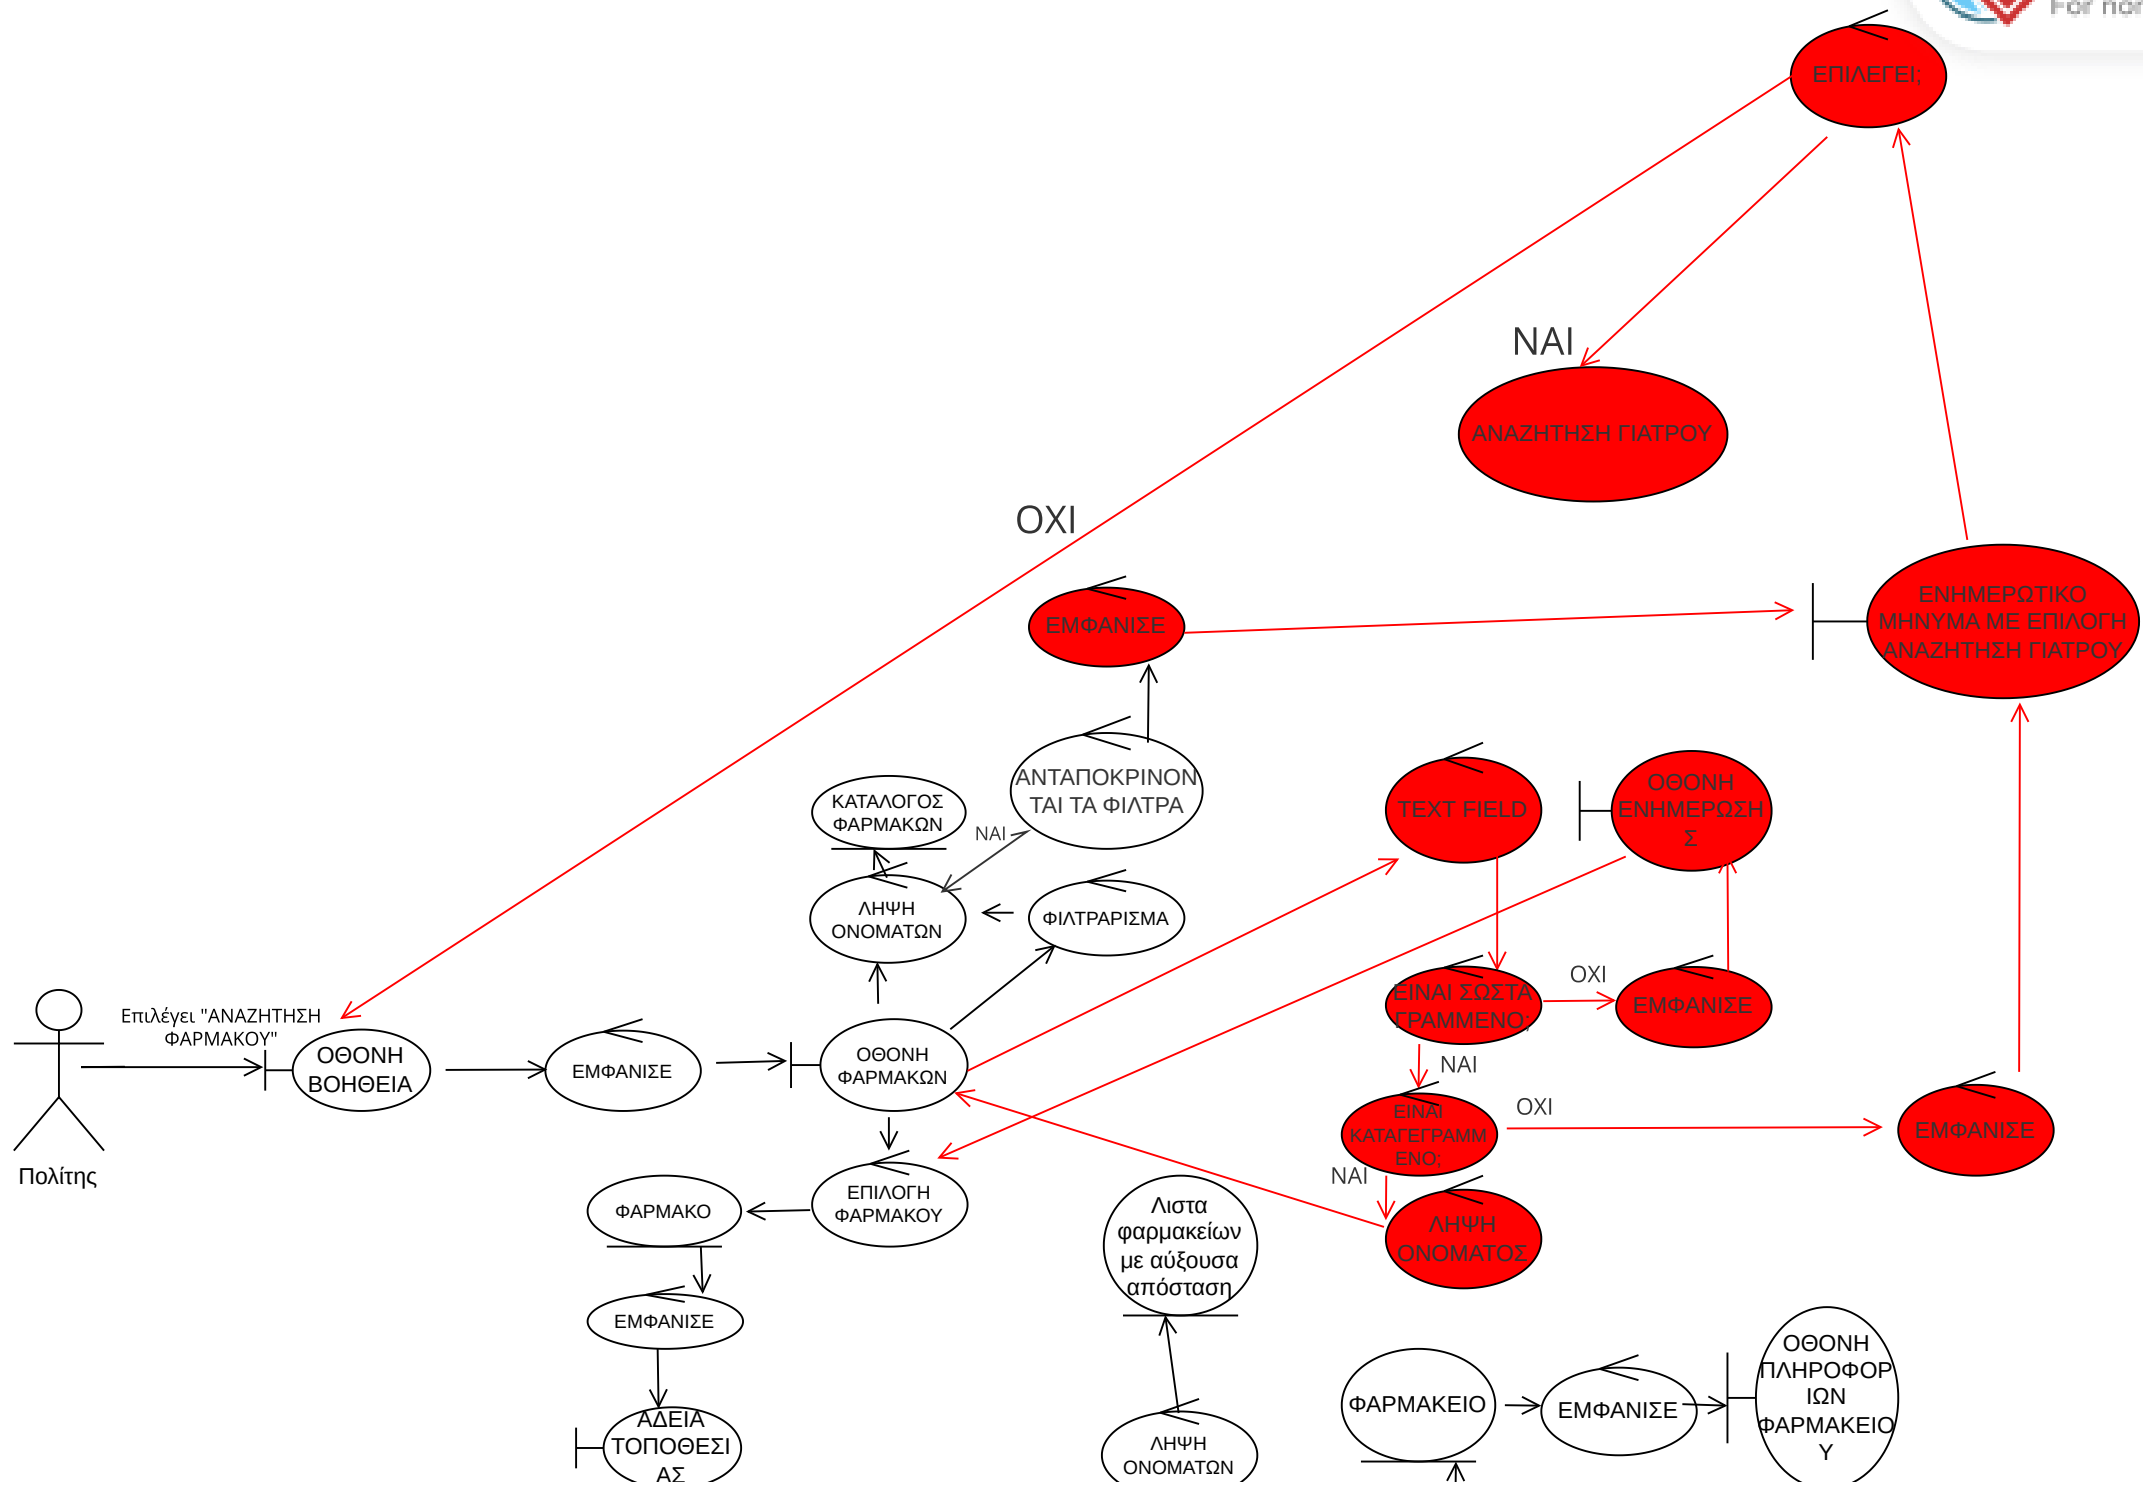 For nor
ΕΠΙΛΕΓΕΙ;
ΝΑΙ
ΑΝΑΖΗΤΗΣΗ ΓΙΑΤΡΟΥ
ΟΧΙ
ΕΝΗΜΕΡΩΤΙΚΟ
ΜΗΝΥΜΑ ΜΕ ΕΠΙΛΟΓΗ
ΑΝΑΖΗΤΗΣΗ ΓΙΑΤΡΟΥ
ΕΜΦΑΝΙΣΕ
ΑΝΤΑΠΟΚΡΙΝΟΝ
ΤΑΙ ΤΑ ΦΙΛΤΡΑ
ΚΑΤΑΛΟΓΟΣ
ΦΑΡΜΑΚΩΝ
ΝΑΙ
TEXT FIELD
ΟΘΟΝΗ
ΕΝΗΜΕΡΩΣΗ
Σ
ΛΗΨΗ
ΟΝΟΜΑΤΩΝ
ΦΙΛΤΡΑΡΙΣΜΑ
ΕΙΝΑΙ ΣΩΣΤΑ
ΓΡΑΜΜΕΝΟ;
ΟΧΙ
ΕΜΦΑΝΙΣΕ
Επιλέγει "ΑΝΑΖΗΤΗΣΗ
ΦΑΡΜΑΚΟΥ"
ΟΘΟΝΗ
ΒΟΗΘΕΙΑ
ΕΜΦΑΝΙΣΕ
ΟΘΟΝΗ
ΦΑΡΜΑΚΩΝ
ΝΑΙ
ΕΙΝΑΙ
ΚΑΤΑΓΕΓΡΑΜΜ
ΕΝΟ;
ΟΧΙ
ΕΜΦΑΝΙΣΕ
Πολίτης
ΝΑΙ
ΦΑΡΜΑΚΟ
ΕΠΙΛΟΓΗ
ΦΑΡΜΑΚΟΥ
Λιστα
φαρμακείων
με αύξουσα
απόσταση
ΛΗΨΗ
ΟΝΟΜΑΤΟΣ
ΕΜΦΑΝΙΣΕ
ΑΔΕΙΑ
ΤΟΠΟΘΕΣΙ
ΑΣ
ΛΗΨΗ
ΟΝΟΜΑΤΩΝ
ΦΑΡΜΑΚΕΙΟ
ΕΜΦΑΝΙΣΕ
ΟΘΟΝΗ
ΠΛΗΡΟΦΟΡ
ΙΩΝ
ΦΑΡΜΑΚΕΙΟ
Υ